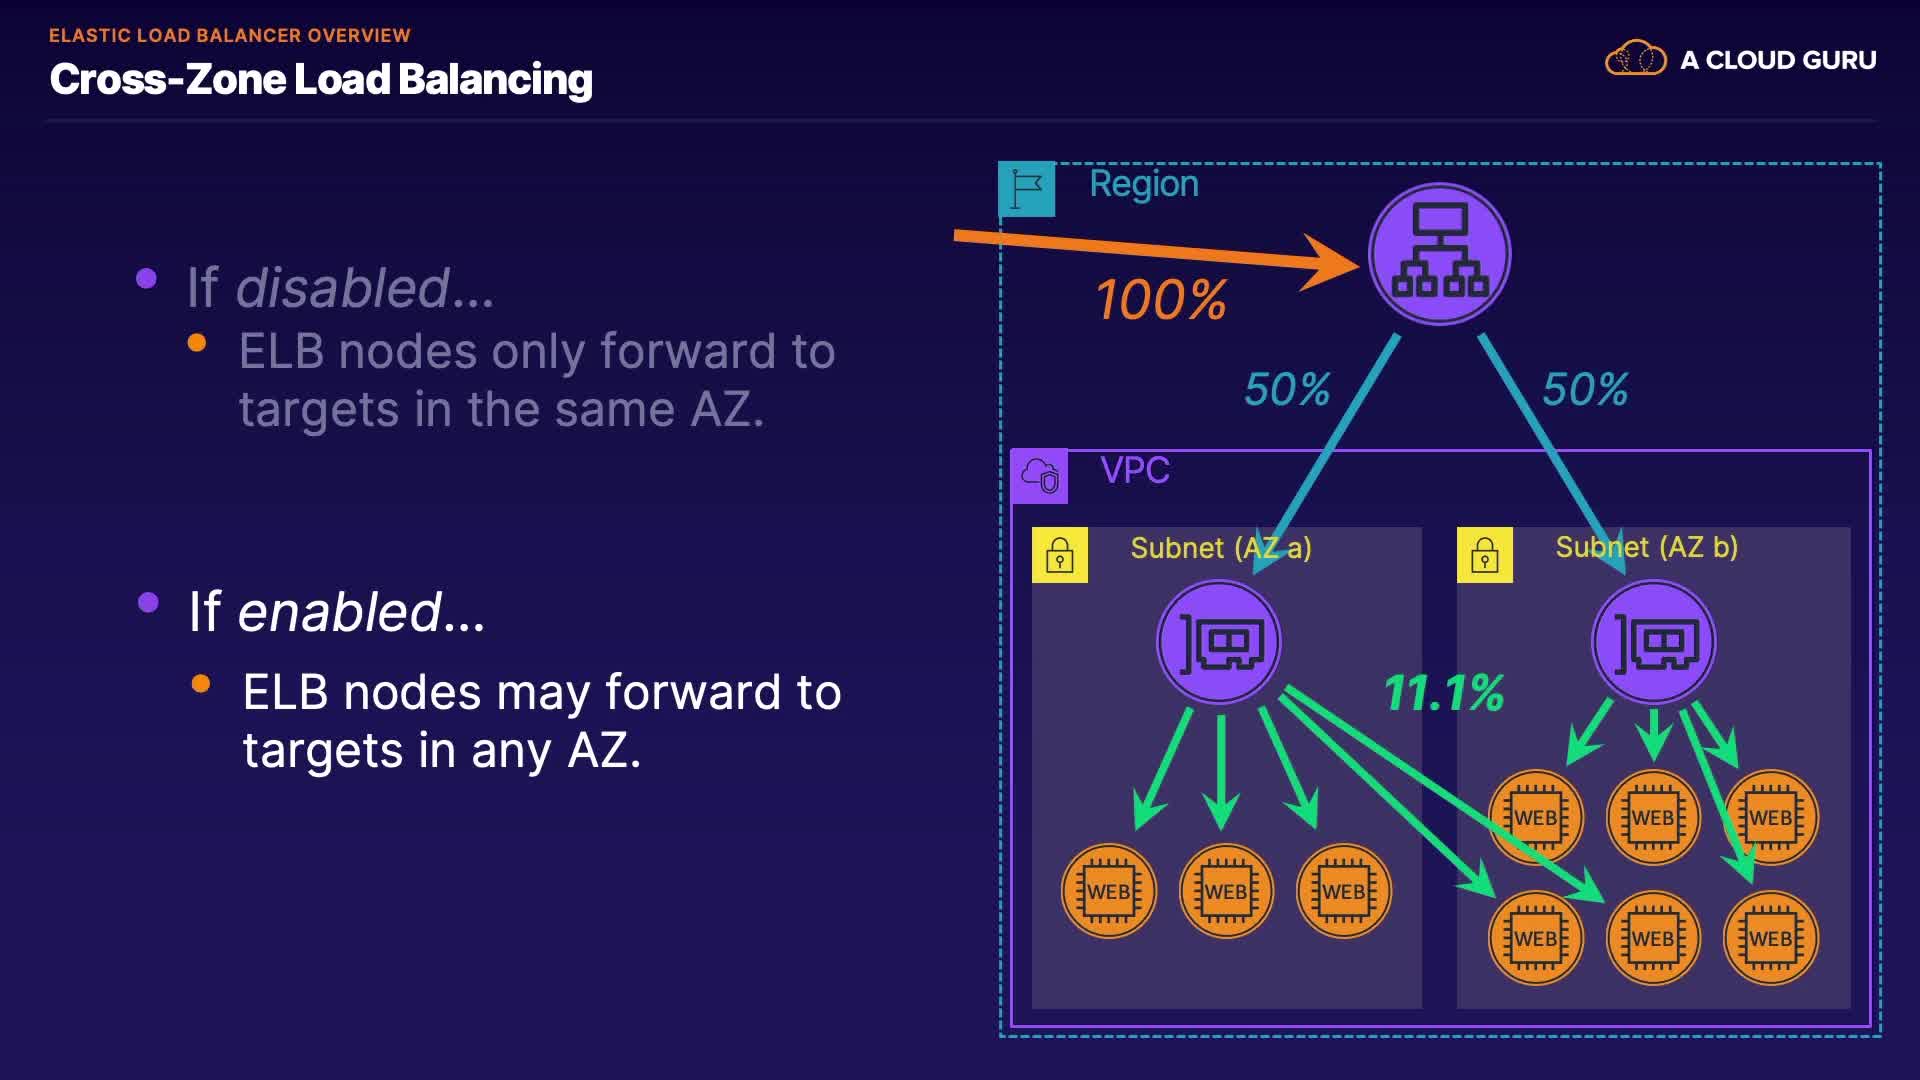 ELASTIC LOAD BALANCER OVERVIEW
Cross-Zone Load Balancing
A CLOUD GURU
If disabled...
ELB nodes only forward to
targets in the same AZ.
If enabled...
ELB nodes may forward to
targets in any AZ.
Region
100%
50%
50%
VPC
Subnet (AZ a)
Subnet (AZ b)
11.1%
WEB WEB WEB
WEB WEB WEB
WEB WEB WEB